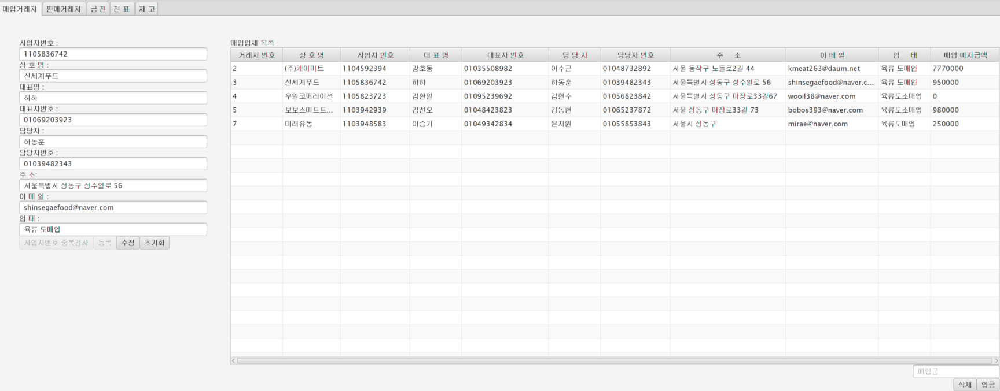 매입거래처 판매거래처 금 전 전 표 재 고
사업자번호 :
1105836742
상 호 명 :
신세계푸드
대표명 :
하하
대표자번호 :
01069203923
담당자 :
하동훈
담당자번호 :
01039482343
주 소:
서울특별시 성동구 성수일로 56
이 메 일 :
shinsegaefood@naver.com
업 태 :
육류 도매업
사업자번호 중복검사 등록 수정 초기화
매입업체 목록
거래처 번호 상 호 명 사업자 번호 대 표 명 대표자 번호 담 당 자 담당자 번호 주 소 이 메 일 업 태 매입 미지급액
2 (주)케이미트 1104592394 강호동 01035508982 이수근 01048732892 서울 동작구 노들로2길 44 kmeat263@daum.net 육류 도매업 7770000
3 신세계푸드 1105836742 하하 01069203923 하동훈 01039482343 서울특별시 성동구 성수일로 56 shinsegaefood@naver.c... 육류 도매업 950000
4 우일코퍼레이션 1105823723 김환일 01095239692 김현수 01056823842 서울특별시 성동구 마장로33길67 wooil38@naver.com 육류도소매업 0
5 보보스미트트... 1103942939 김선오 01048423823 강동현 01065237872 서울 성동구 마장로33길 73 bobos393@naver.com 육류도소매업 980000
7 미래유통 1103948583 이승기 01049342834 은지원 01055853843 서울시 성동구 mirae@naver.com 육류도매업 250000
매입금
삭제 입금